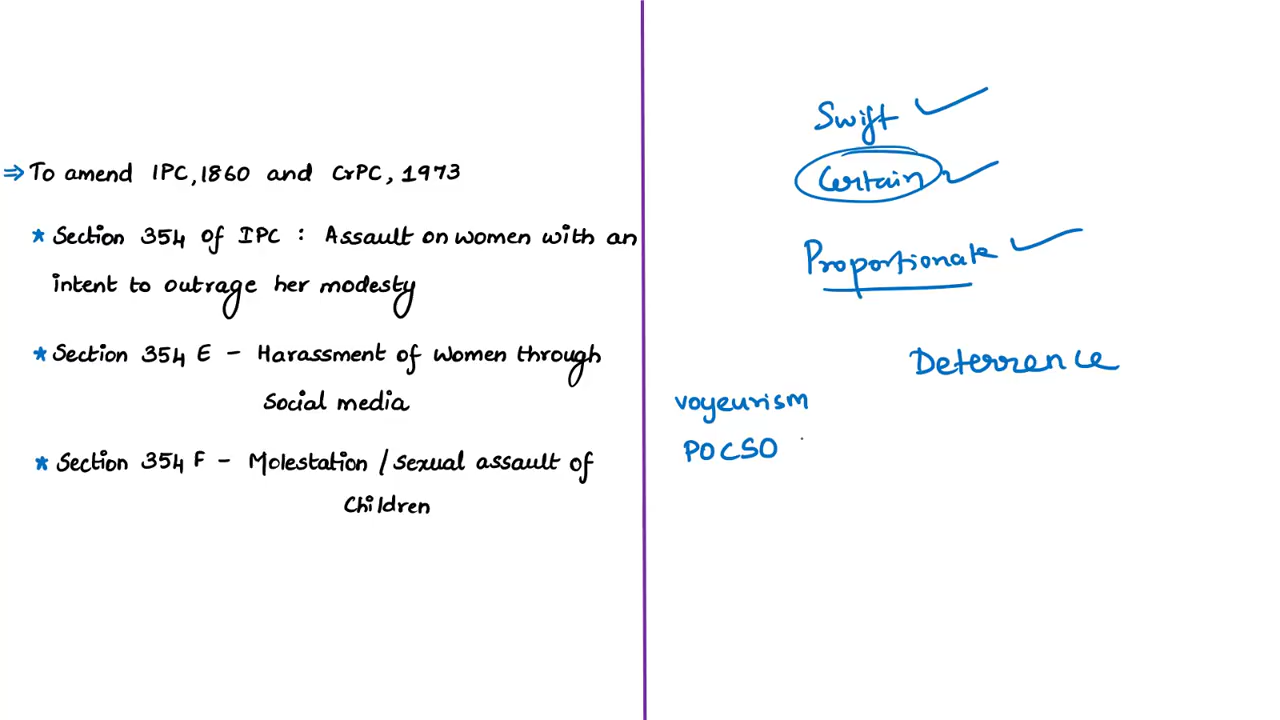 ⇒ To amend IPC, 1860 and CrPC, 1973
* Section 354 of IPC : Assault on women with an
intent to outrage her modesty
* Section 354 E - Harassment of women through
Social media
* Section 354 F - Molestation / Sexual assault of
Children
Swift
Certain
Proportionate
Deterrence
voyeurism
POCSO